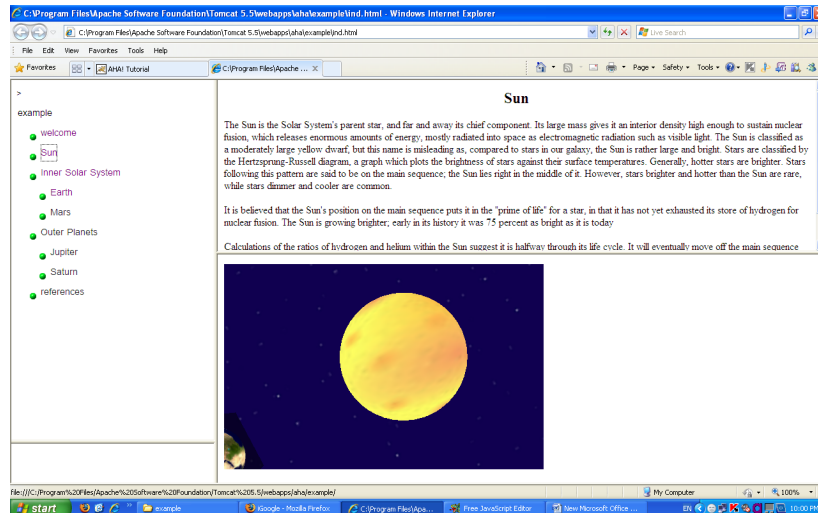 C:\Program Files\Apache Software Foundation\Tomcat 5.5\webapps\aha\example\ind.html - Windows Internet Explorer
C:\Program Files\Apache Software Foundation\Tomcat 5.5\webapps\aha\example\ind.html
Live Search
File Edit View Favorites Tools Help
Favorites AHA! Tutorial C:\Program Files\Apache ... X Page Safety Tools
>
example
welcome
Sun
Inner Solar System
Earth
Mars
Outer Planets
Jupiter
Saturn
references
Sun
The Sun is the Solar System's parent star, and far and away its chief component. Its large mass gives it an interior density high enough to sustain nuclear
fusion, which releases enormous amounts of energy, mostly radiated into space as electromagnetic radiation such as visible light. The Sun is classified as
a moderately large yellow dwarf, but this name is misleading as, compared to stars in our galaxy, the Sun is rather large and bright. Stars are classified by
the Hertzsprung-Russell diagram, a graph which plots the brightness of stars against their surface temperatures. Generally, hotter stars are brighter. Stars
following this pattern are said to be on the main sequence; the Sun lies right in the middle of it. However, stars brighter and hotter than the Sun are rare,
while stars dimmer and cooler are common.
It is believed that the Sun's position on the main sequence puts it in the "prime of life" for a star, in that it has not yet exhausted its store of hydrogen for
nuclear fusion. The Sun is growing brighter; early in its history it was 75 percent as bright as it is today
Calculations of the ratios of hydrogen and helium within the Sun suggest it is halfway through its life cycle. It will eventually move off the main sequence
file:///C:/Program%20Files/Apache%20Software%20Foundation/Tomcat%205.5/webapps/aha/example/
My Computer 100%
start example iGoogle - Mozilla Firefox C:\Program Files\Apa... Free JavaScript Editor New Microsoft Office ... EN 10:00 PM